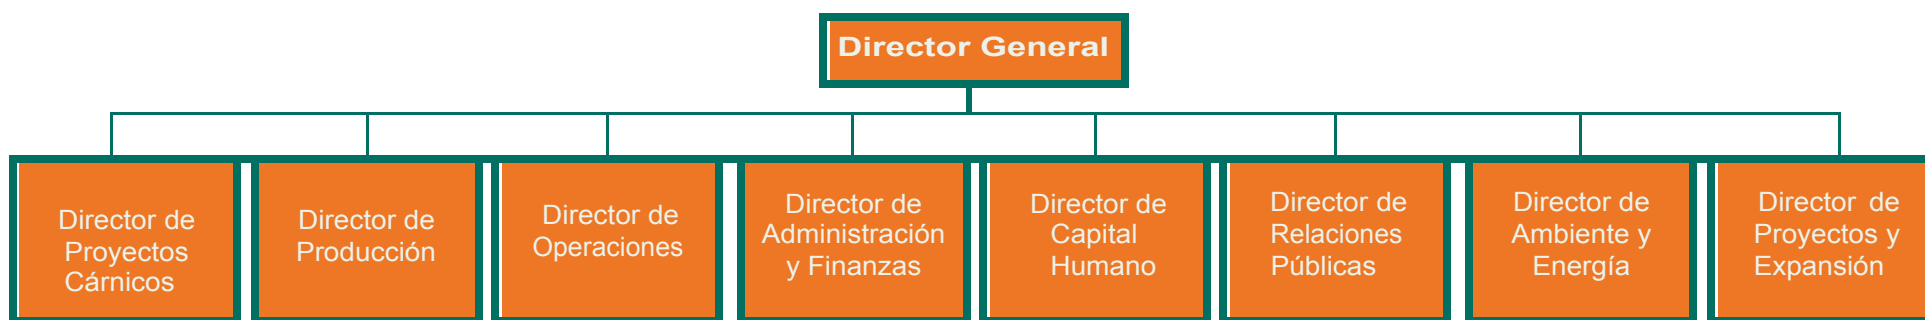 Director General
Director de
Proyectos
Cárnicos
Director de
Producción
Director de
Operaciones
Director de
Administración
y Finanzas
Director de
Capital
Humano
Director de
Relaciones
Públicas
Director de
Ambiente y
Energía
Director de
Proyectos y
Expansión